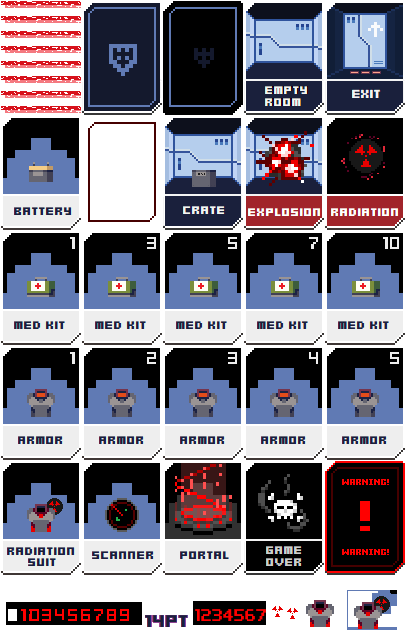 EMPTY
ROOM
EXIT
BATTERY
CRATE
EXPLOSION
RADIATION
1
3
5
7
10
MED KIT
MED KIT
MED KIT
MED KIT
MED KIT
1
2
3
4
5
ARMOR
ARMOR
ARMOR
ARMOR
ARMOR
WARNING!
!
WARNING!
RADIATION
SUIT
SCANNER
PORTAL
GAME
OVER
103456789
14PT
1234567